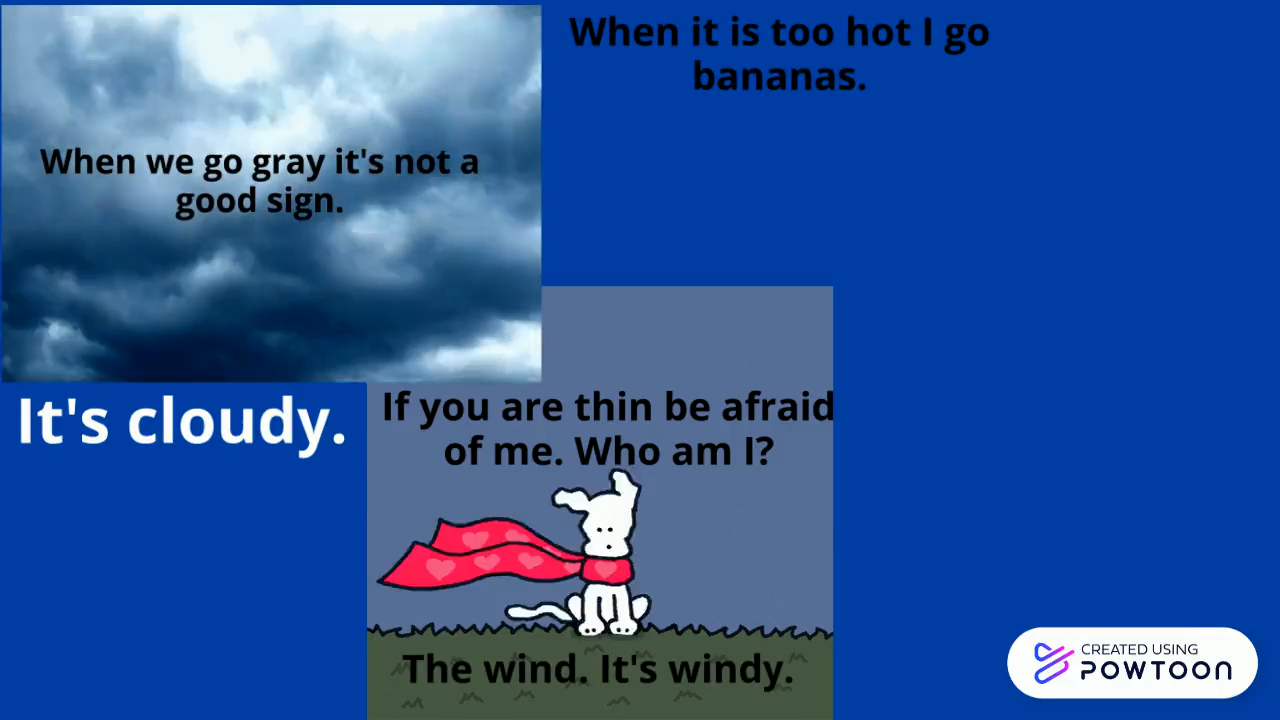 When we go gray it's not a
good sign.
It's cloudy.
When it is too hot I go
bananas.
If you are thin be afraid
of me. Who am I?
The wind. It's windy.
CREATED USING
POWTOON